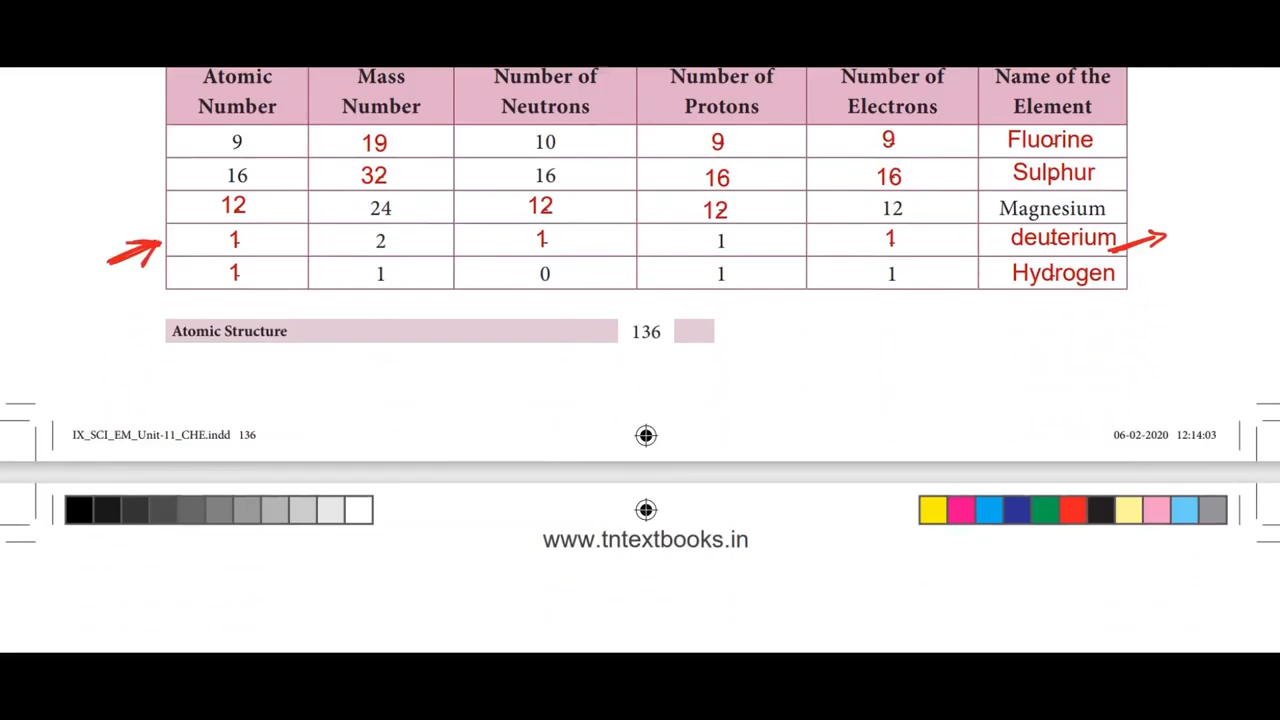 Atomic Number Mass Number Number of Neutrons Number of Protons Number of Electrons Name of the Element
9 19 10 9 9 Fluorine
16 32 16 16 16 Sulphur
12 24 12 12 12 Magnesium
1 2 1 1 1 deuterium
1 1 0 1 1 Hydrogen
Atomic Structure 136
IX_SCI_EM_Unit-11_CHE.indd 136 06-02-2020 12:14:03
www.tntextbooks.in